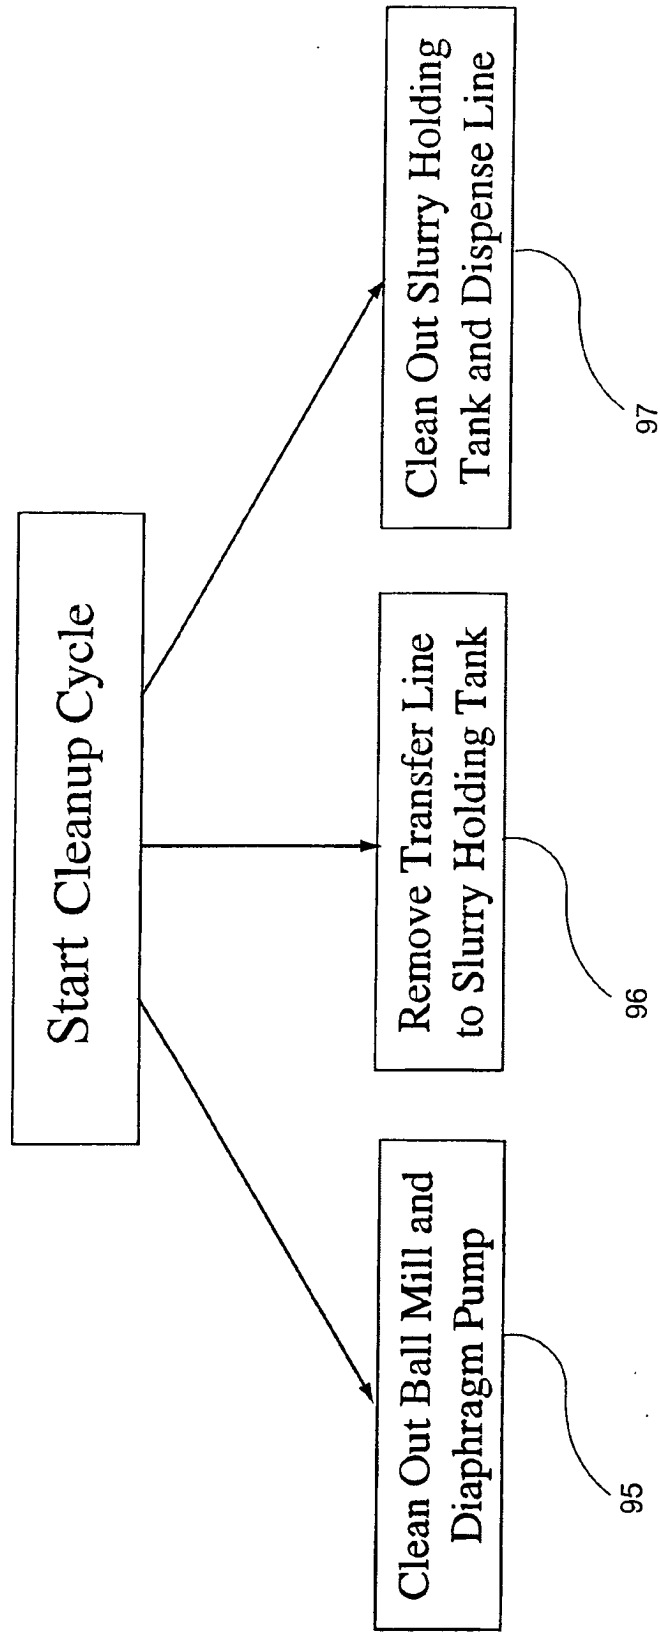 Start Cleanup Cycle
Clean Out Ball Mill and
Diaphragm Pump
95
Remove Transfer Line
to Slurry Holding Tank
96
Clean Out Slurry Holding
Tank and Dispense Line
97